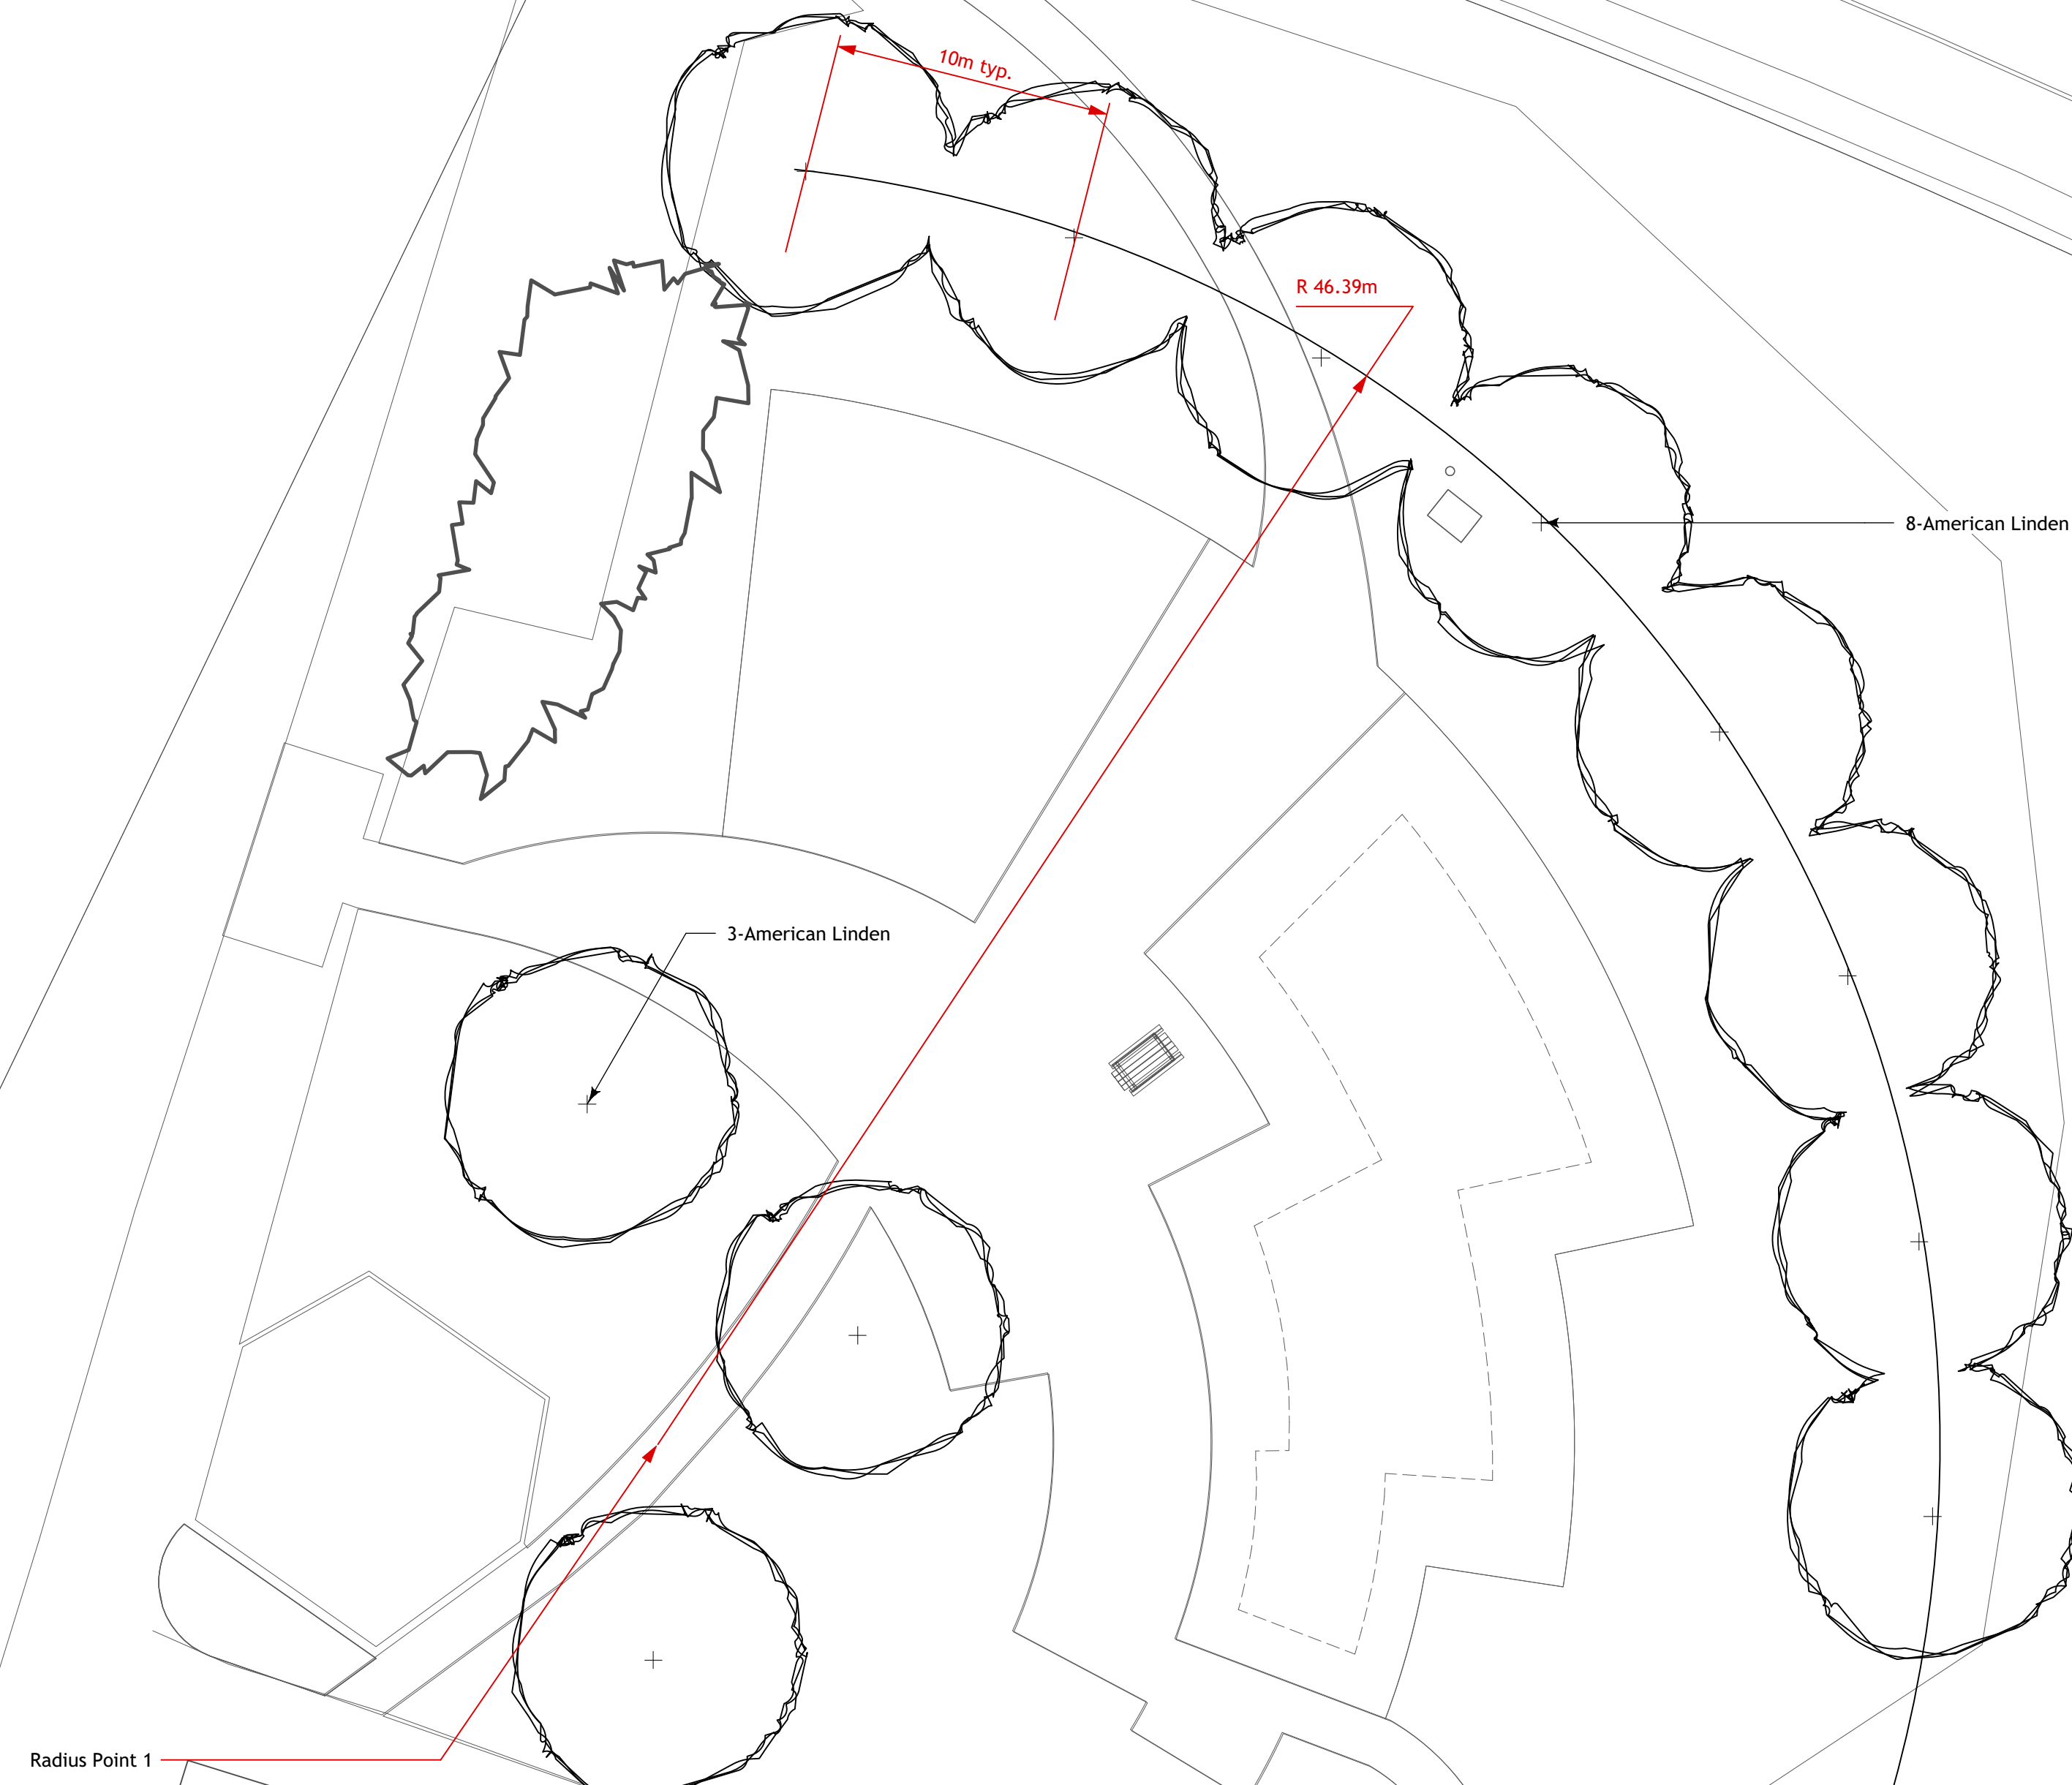 10m typ.
R 46.39m
8-American Linden
3-American Linden
Radius Point 1